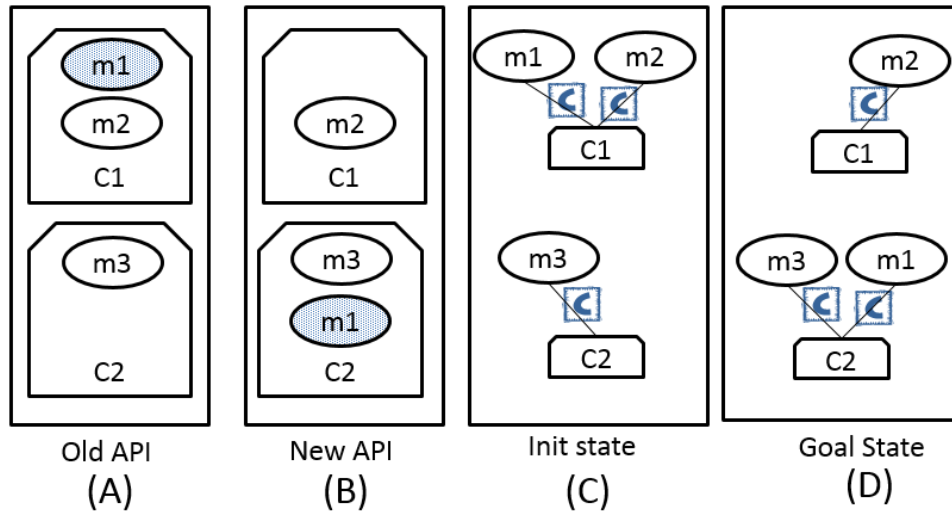 m1
m2
C1
m3
C2
Old API
(A)
m2
C1
m3
m1
C2
New API
(B)
m1 m2
C C
C1
m3
C
C2
Init state
(C)
m2
C
C1
m3 m1
C C
C2
Goal State
(D)